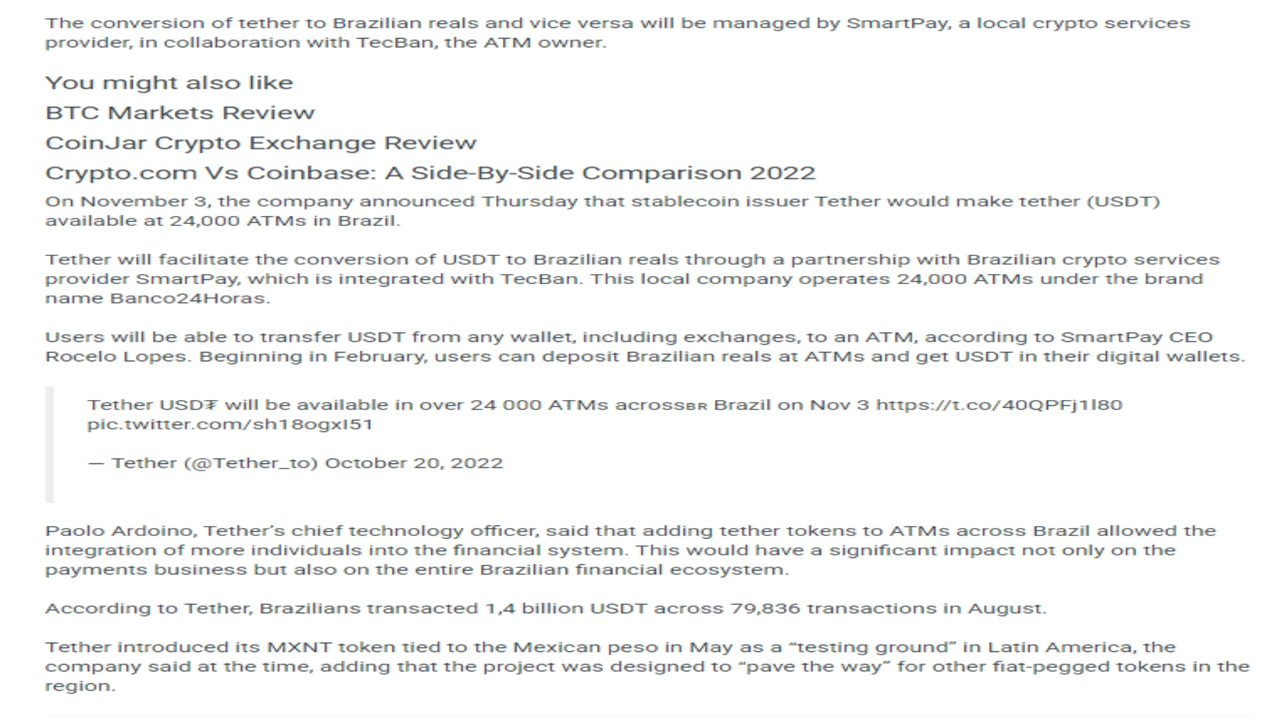 The conversion of tether to Brazilian reals and vice versa will be managed by SmartPay, a local crypto services
provider, in collaboration with TecBan, the ATM owner.
You might also like
BTC Markets Review
CoinJar Crypto Exchange Review
Crypto.com Vs Coinbase: A Side-By-Side Comparison 2022
On November 3, the company announced Thursday that stablecoin issuer Tether would make tether (USDT)
available at 24,000 ATMs in Brazil.
Tether will facilitate the conversion of USDT to Brazilian reals through a partnership with Brazilian crypto services
provider SmartPay, which is integrated with TecBan. This local company operates 24,000 ATMs under the brand
name Banco24Horas.
Users will be able to transfer USDT from any wallet, including exchanges, to an ATM, according to SmartPay CEO
Rocelo Lopes. Beginning in February, users can deposit Brazilian reals at ATMs and get USDT in their digital wallets.
Tether USD₮ will be available in over 24 000 ATMs across🇧🇷 Brazil on Nov 3 https://t.co/40QPFj1l80
pic.twitter.com/sh18ogxI51
— Tether (@Tether_to) October 20, 2022
Paolo Ardoino, Tether’s chief technology officer, said that adding tether tokens to ATMs across Brazil allowed the
integration of more individuals into the financial system. This would have a significant impact not only on the
payments business but also on the entire Brazilian financial ecosystem.
According to Tether, Brazilians transacted 1,4 billion USDT across 79,836 transactions in August.
Tether introduced its MXNT token tied to the Mexican peso in May as a “testing ground” in Latin America, the
company said at the time, adding that the project was designed to “pave the way” for other fiat-pegged tokens in the
region.